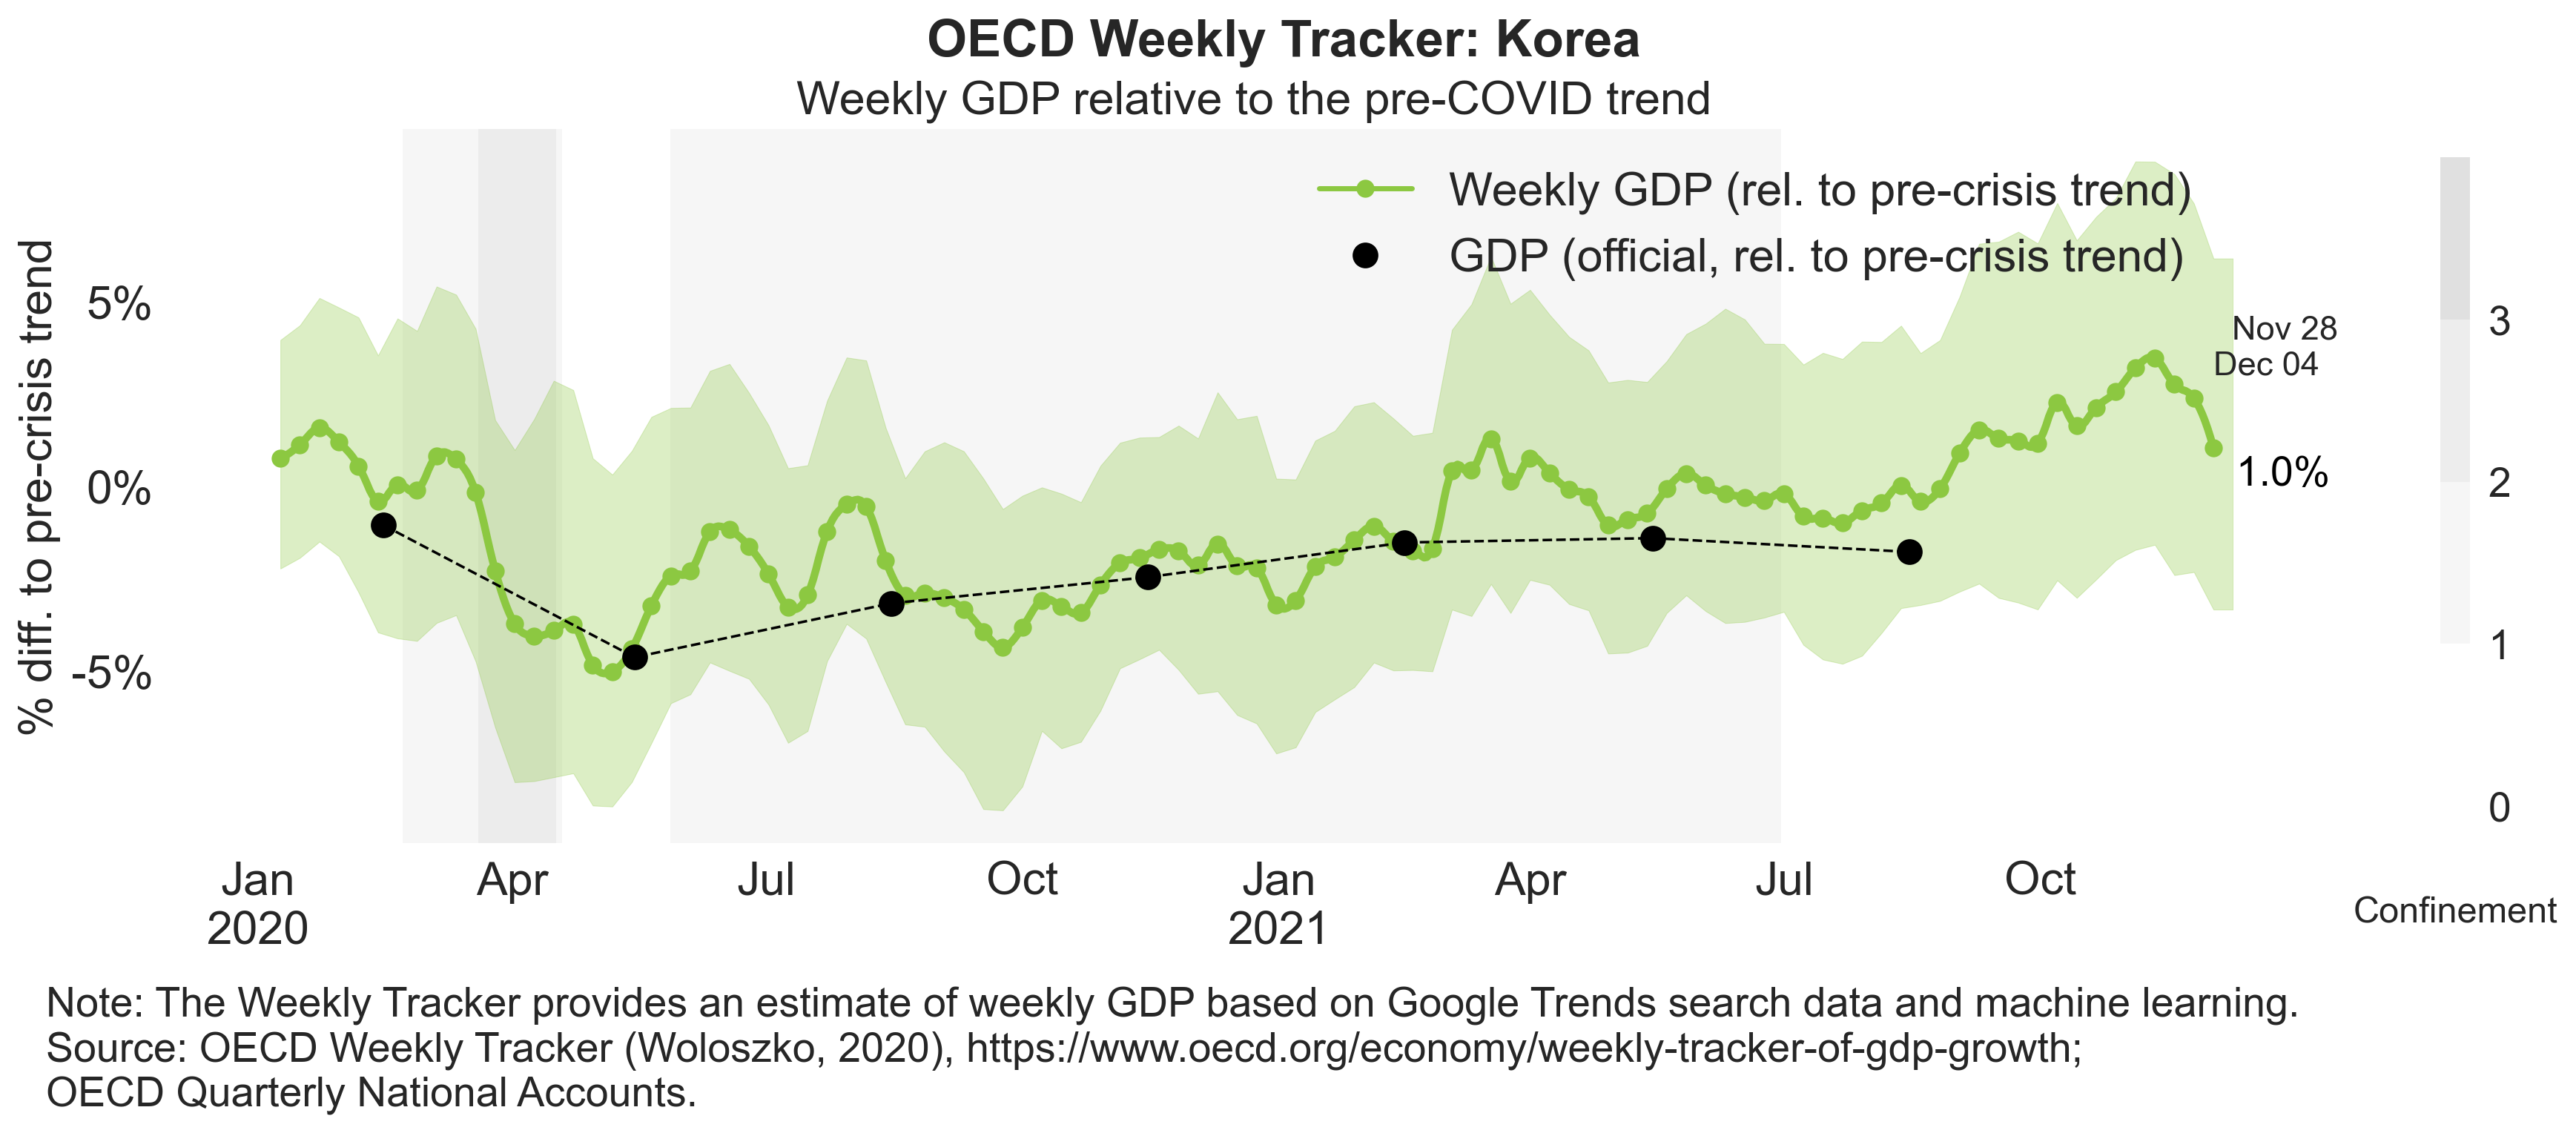 OECD Weekly Tracker: Korea
Weekly GDP relative to the pre-COVID trend
Weekly GDP (rel. to pre-crisis trend)
GDP (official, rel. to pre-crisis trend)
% diff. to pre-crisis trend
5%
0%
-5%
Nov 28
Dec 04
1.0%
3
2
1
0
Confinement
Jan
2020
Apr
Jul
Oct
Jan
2021
Apr
Jul
Oct
Note: The Weekly Tracker provides an estimate of weekly GDP based on Google Trends search data and machine learning.
Source: OECD Weekly Tracker (Woloszko, 2020), https://www.oecd.org/economy/weekly-tracker-of-gdp-growth;
OECD Quarterly National Accounts.